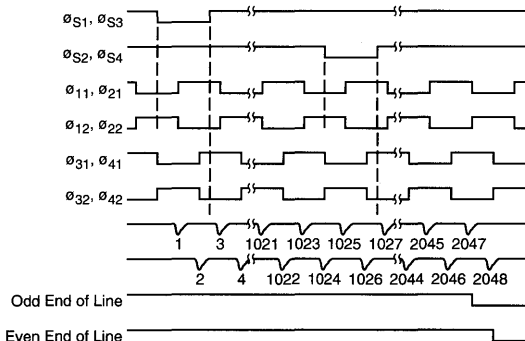 øS1, øS3
øS2, øS4
ø11, ø21
ø12, ø22
ø31, ø41
ø32, ø42
1 3 1021 1023 1025 1027 2045 2047
2 4 1022 1024 1026 2044 2046 2048
Odd End of Line
Even End of Line